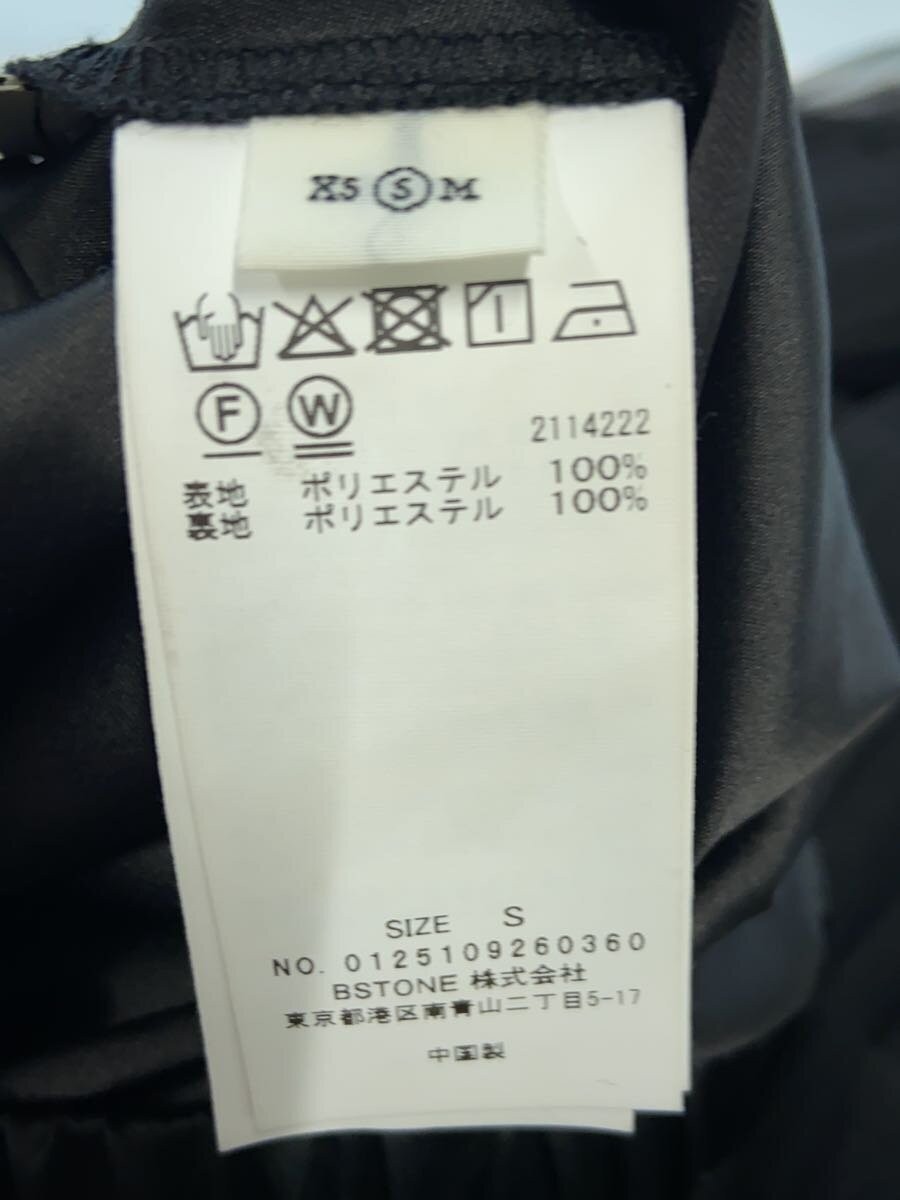 XS S M
F W
2114222
表地 ポリエステル 100%
裏地 ポリエステル 100%
SIZE S
NO. 0125109260360
BSTONE 株式会社
東京都港区南青山二丁目5-17
中国製